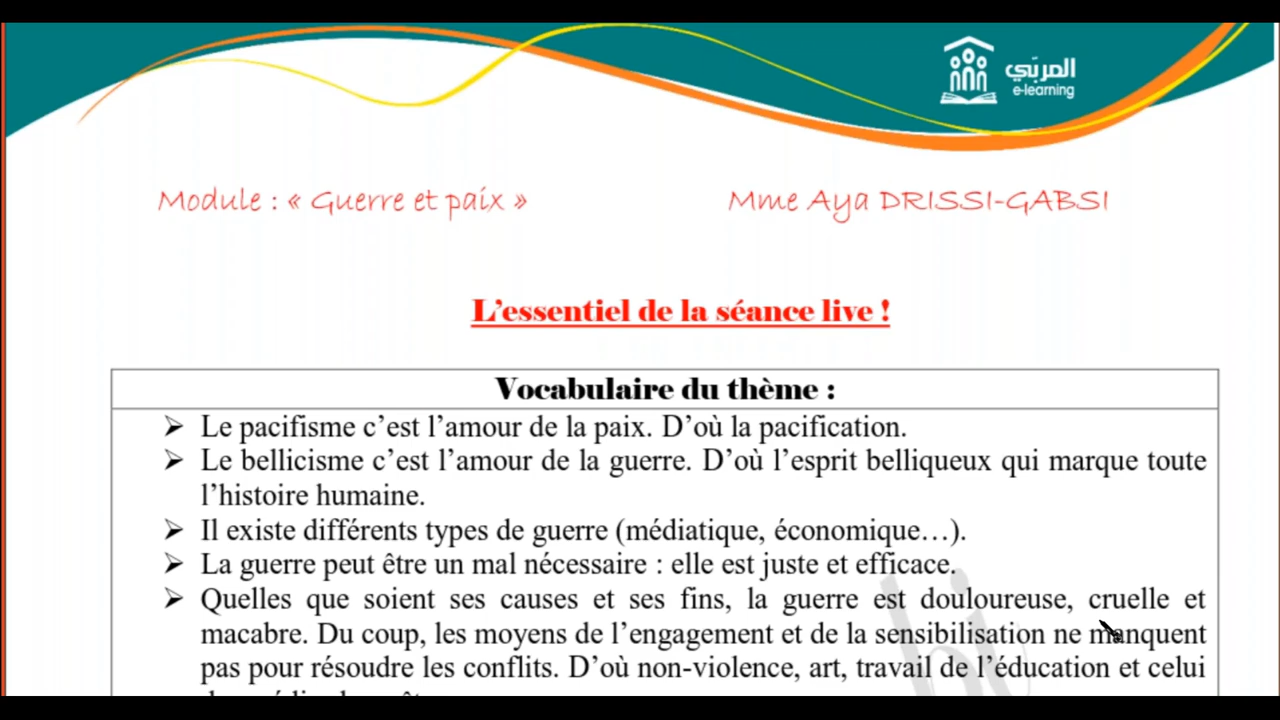 المربّي
e-learning
Module : « Guerre et paix »
Mme Aya DRISSI-GABSI
L’essentiel de la séance live !
Vocabulaire du thème :
➢ Le pacifisme c’est l’amour de la paix. D’où la pacification.
➢ Le bellicisme c’est l’amour de la guerre. D’où l’esprit belliqueux qui marque toute
l’histoire humaine.
➢ Il existe différents types de guerre (médiatique, économique…).
➢ La guerre peut être un mal nécessaire : elle est juste et efficace.
➢ Quelles que soient ses causes et ses fins, la guerre est douloureuse, cruelle et
macabre. Du coup, les moyens de l’engagement et de la sensibilisation ne manquent
pas pour résoudre les conflits. D’où non-violence, art, travail de l’éducation et celui